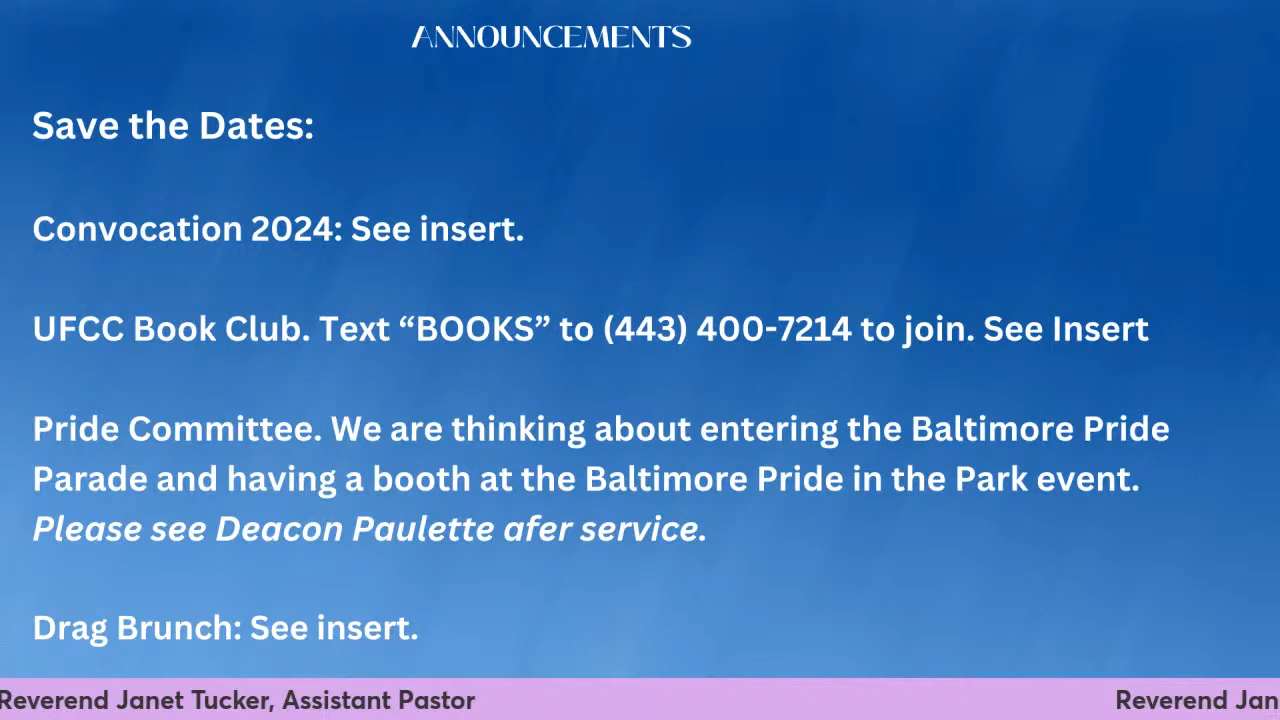 ANNOUNCEMENTS
Save the Dates:
Convocation 2024: See insert.
UFCC Book Club. Text “BOOKS” to (443) 400-7214 to join. See Insert
Pride Committee. We are thinking about entering the Baltimore Pride
Parade and having a booth at the Baltimore Pride in the Park event.
Please see Deacon Paulette afer service.
Drag Brunch: See insert.
Reverend Janet Tucker, Assistant Pastor Reverend Jan